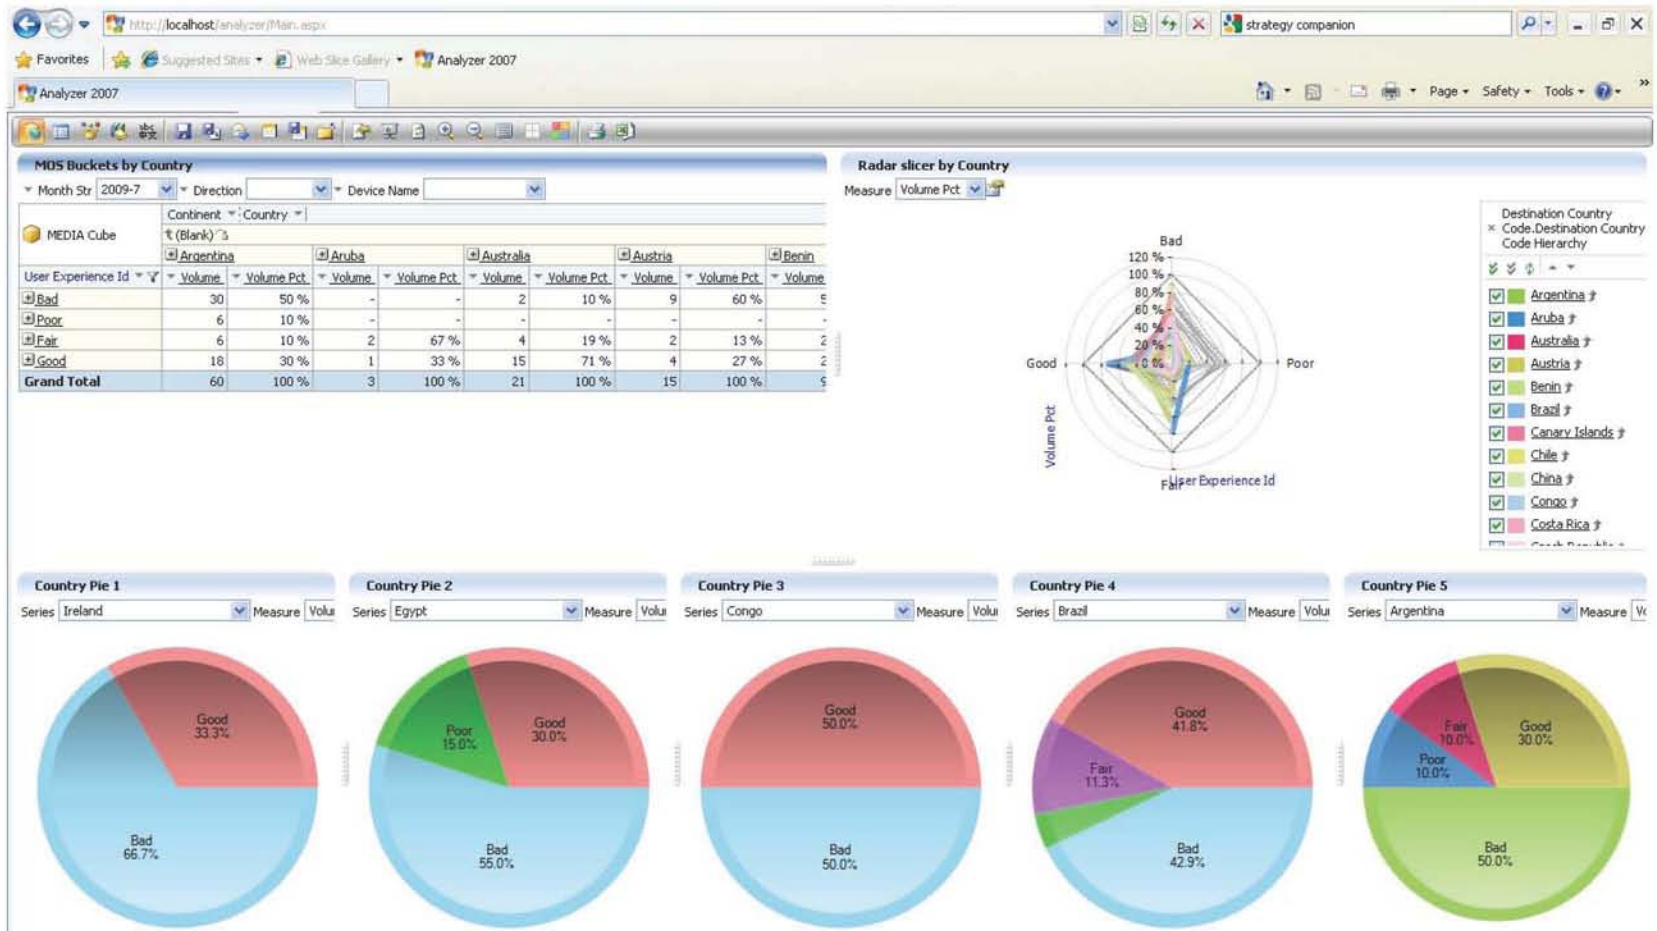 http://localhost/analyzer/Main.aspx
strategy companion
Favorites Suggested Sites Web Slice Gallery Analyzer 2007
Analyzer 2007 Page Safety Tools
MOS Buckets by Country
Month Str 2009-7 Direction Device Name
MEDIA Cube Continent Country
(Blank)
Argentina Aruba Australia Austria Benin
User Experience Id Volume Volume Pct Volume Volume Pct Volume Volume Pct Volume Volume Pct Volume
Bad 30 50 % - - 2 10 % 9 60 % 5
Poor 6 10 % - - - - - - -
Fair 6 10 % 2 67 % 4 19 % 2 13 % 2
Good 18 30 % 1 33 % 15 71 % 4 27 % 2
Grand Total 60 100 % 3 100 % 21 100 % 15 100 % 9
Radar slicer by Country
Measure Volume Pct
Bad
120 %
100 %
80 %
60 %
40 %
20 %
0 %
Good
Poor
Volume Pct
Fair
User Experience Id
Destination Country
Code.Destination Country
Code Hierarchy
Argentina
Aruba
Australia
Austria
Benin
Brazil
Canary Islands
Chile
China
Congo
Costa Rica
Country Pie 1
Series Ireland Measure Volu
Good
33.3%
Bad
66.7%
Country Pie 2
Series Egypt Measure Volu
Poor
15.0%
Good
30.0%
Bad
55.0%
Country Pie 3
Series Congo Measure Volu
Good
50.0%
Bad
50.0%
Country Pie 4
Series Brazil Measure Volu
Good
41.8%
Fair
11.3%
Bad
42.9%
Country Pie 5
Series Argentina Measure
Fair
10.0%
Good
30.0%
Poor
10.0%
Bad
50.0%